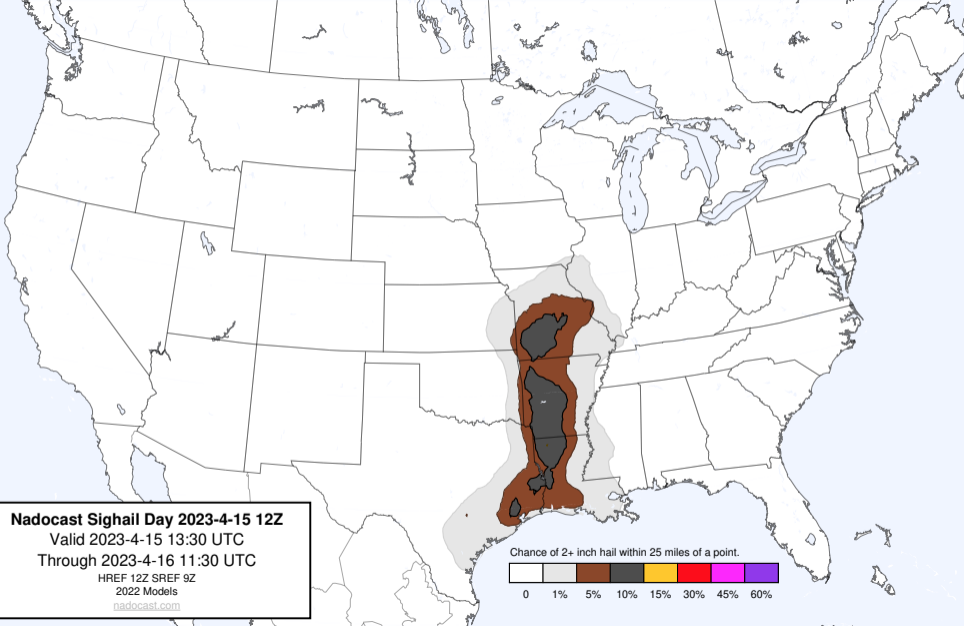 Nadocast Sighail Day 2023-4-15 12Z
Valid 2023-4-15 13:30 UTC
Through 2023-4-16 11:30 UTC
HREF 12Z SREF 9Z
2022 Models
nadocast.com
Chance of 2+ inch hail within 25 miles of a point.
0 1% 5% 10% 15% 30% 45% 60%